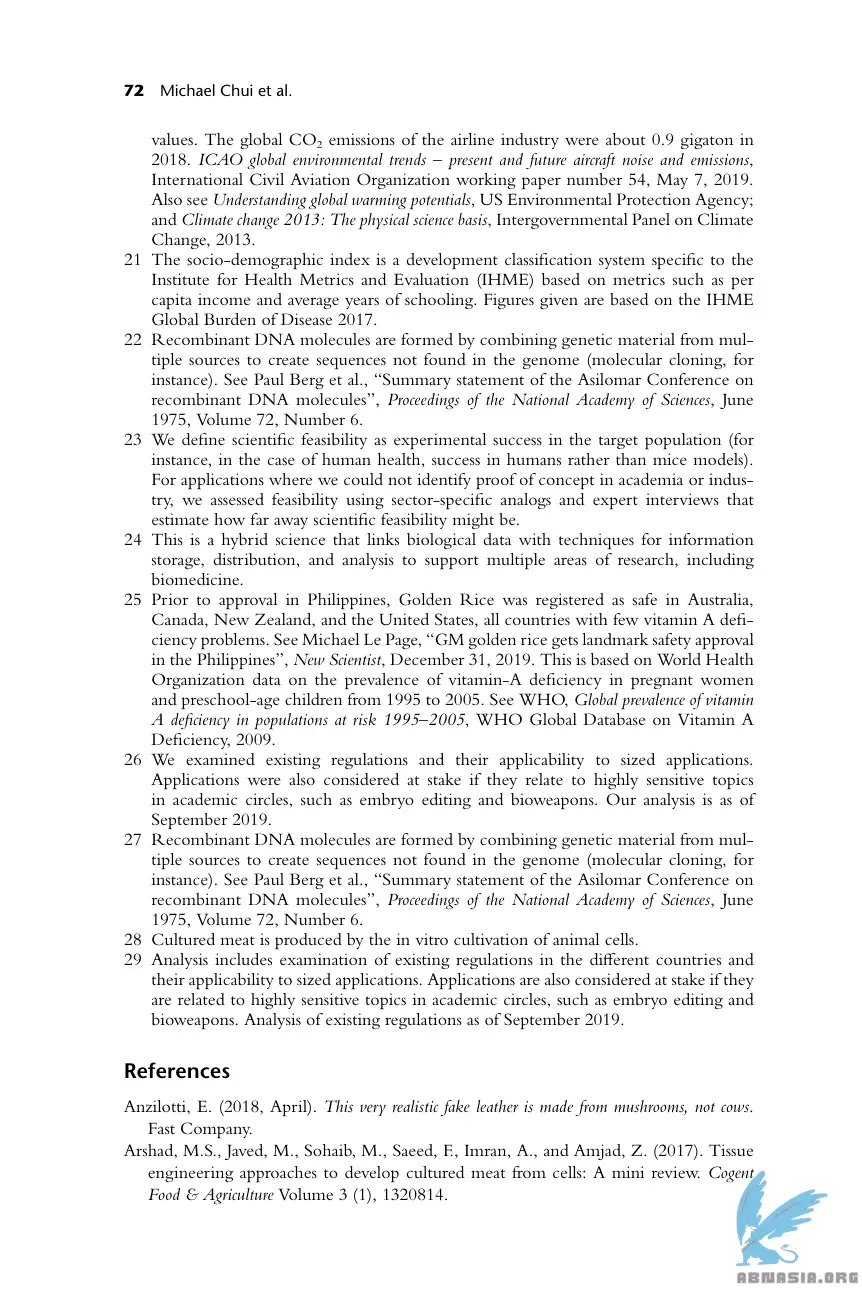 72 Michael Chui et al.
values. The global CO₂ emissions of the airline industry were about 0.9 gigaton in
2018. ICAO global environmental trends – present and future aircraft noise and emissions,
International Civil Aviation Organization working paper number 54, May 7, 2019.
Also see Understanding global warming potentials, US Environmental Protection Agency;
and Climate change 2013: The physical science basis, Intergovernmental Panel on Climate
Change, 2013.
21 The socio-demographic index is a development classification system specific to the
Institute for Health Metrics and Evaluation (IHME) based on metrics such as per
capita income and average years of schooling. Figures given are based on the IHME
Global Burden of Disease 2017.
22 Recombinant DNA molecules are formed by combining genetic material from mul-
tiple sources to create sequences not found in the genome (molecular cloning, for
instance). See Paul Berg et al., “Summary statement of the Asilomar Conference on
recombinant DNA molecules”, Proceedings of the National Academy of Sciences, June
1975, Volume 72, Number 6.
23 We define scientific feasibility as experimental success in the target population (for
instance, in the case of human health, success in humans rather than mice models).
For applications where we could not identify proof of concept in academia or indus-
try, we assessed feasibility using sector-specific analogs and expert interviews that
estimate how far away scientific feasibility might be.
24 This is a hybrid science that links biological data with techniques for information
storage, distribution, and analysis to support multiple areas of research, including
biomedicine.
25 Prior to approval in Philippines, Golden Rice was registered as safe in Australia,
Canada, New Zealand, and the United States, all countries with few vitamin A defi-
ciency problems. See Michael Le Page, “GM golden rice gets landmark safety approval
in the Philippines”, New Scientist, December 31, 2019. This is based on World Health
Organization data on the prevalence of vitamin-A deficiency in pregnant women
and preschool-age children from 1995 to 2005. See WHO, Global prevalence of vitamin
A deficiency in populations at risk 1995–2005, WHO Global Database on Vitamin A
Deficiency, 2009.
26 We examined existing regulations and their applicability to sized applications.
Applications were also considered at stake if they relate to highly sensitive topics
in academic circles, such as embryo editing and bioweapons. Our analysis is as of
September 2019.
27 Recombinant DNA molecules are formed by combining genetic material from mul-
tiple sources to create sequences not found in the genome (molecular cloning, for
instance). See Paul Berg et al., “Summary statement of the Asilomar Conference on
recombinant DNA molecules”, Proceedings of the National Academy of Sciences, June
1975, Volume 72, Number 6.
28 Cultured meat is produced by the in vitro cultivation of animal cells.
29 Analysis includes examination of existing regulations in the different countries and
their applicability to sized applications. Applications are also considered at stake if they
are related to highly sensitive topics in academic circles, such as embryo editing and
bioweapons. Analysis of existing regulations as of September 2019.
References
Anzilotti, E. (2018, April). This very realistic fake leather is made from mushrooms, not cows.
Fast Company.
Arshad, M.S., Javed, M., Sohaib, M., Saeed, F., Imran, A., and Amjad, Z. (2017). Tissue
engineering approaches to develop cultured meat from cells: A mini review. Cogent
Food & Agriculture Volume 3 (1), 1320814.
ABNASIA.ORG